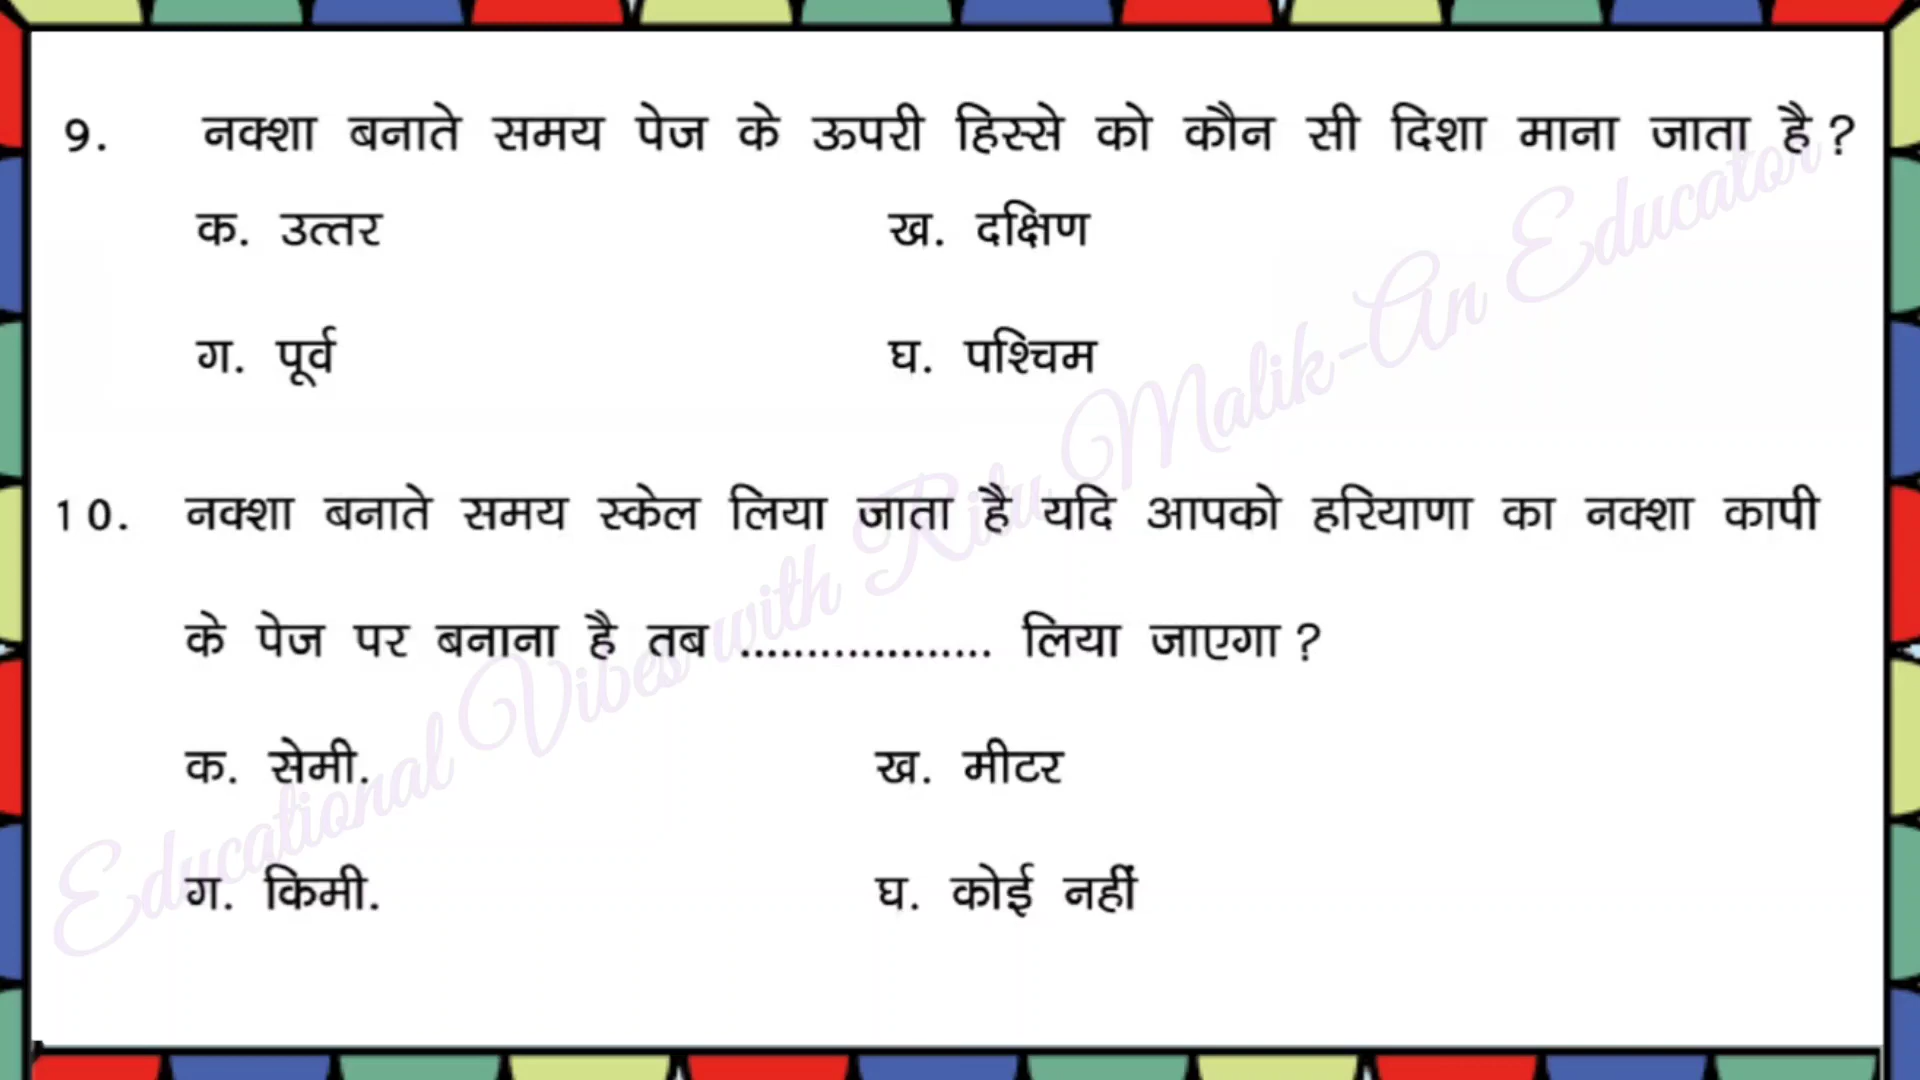 9. नक्शा बनाते समय पेज के ऊपरी हिस्से को कौन सी दिशा माना जाता है ?
क. उत्तर ख. दक्षिण
ग. पूर्व घ. पश्चिम
10. नक्शा बनाते समय स्केल लिया जाता है यदि आपको हरियाणा का नक्शा कापी
के पेज पर बनाना है तब ................... लिया जाएगा ?
क. सेमी. ख. मीटर
ग. किमी. घ. कोई नहीं
Educational Vibes with Ritu Malik-An Educator